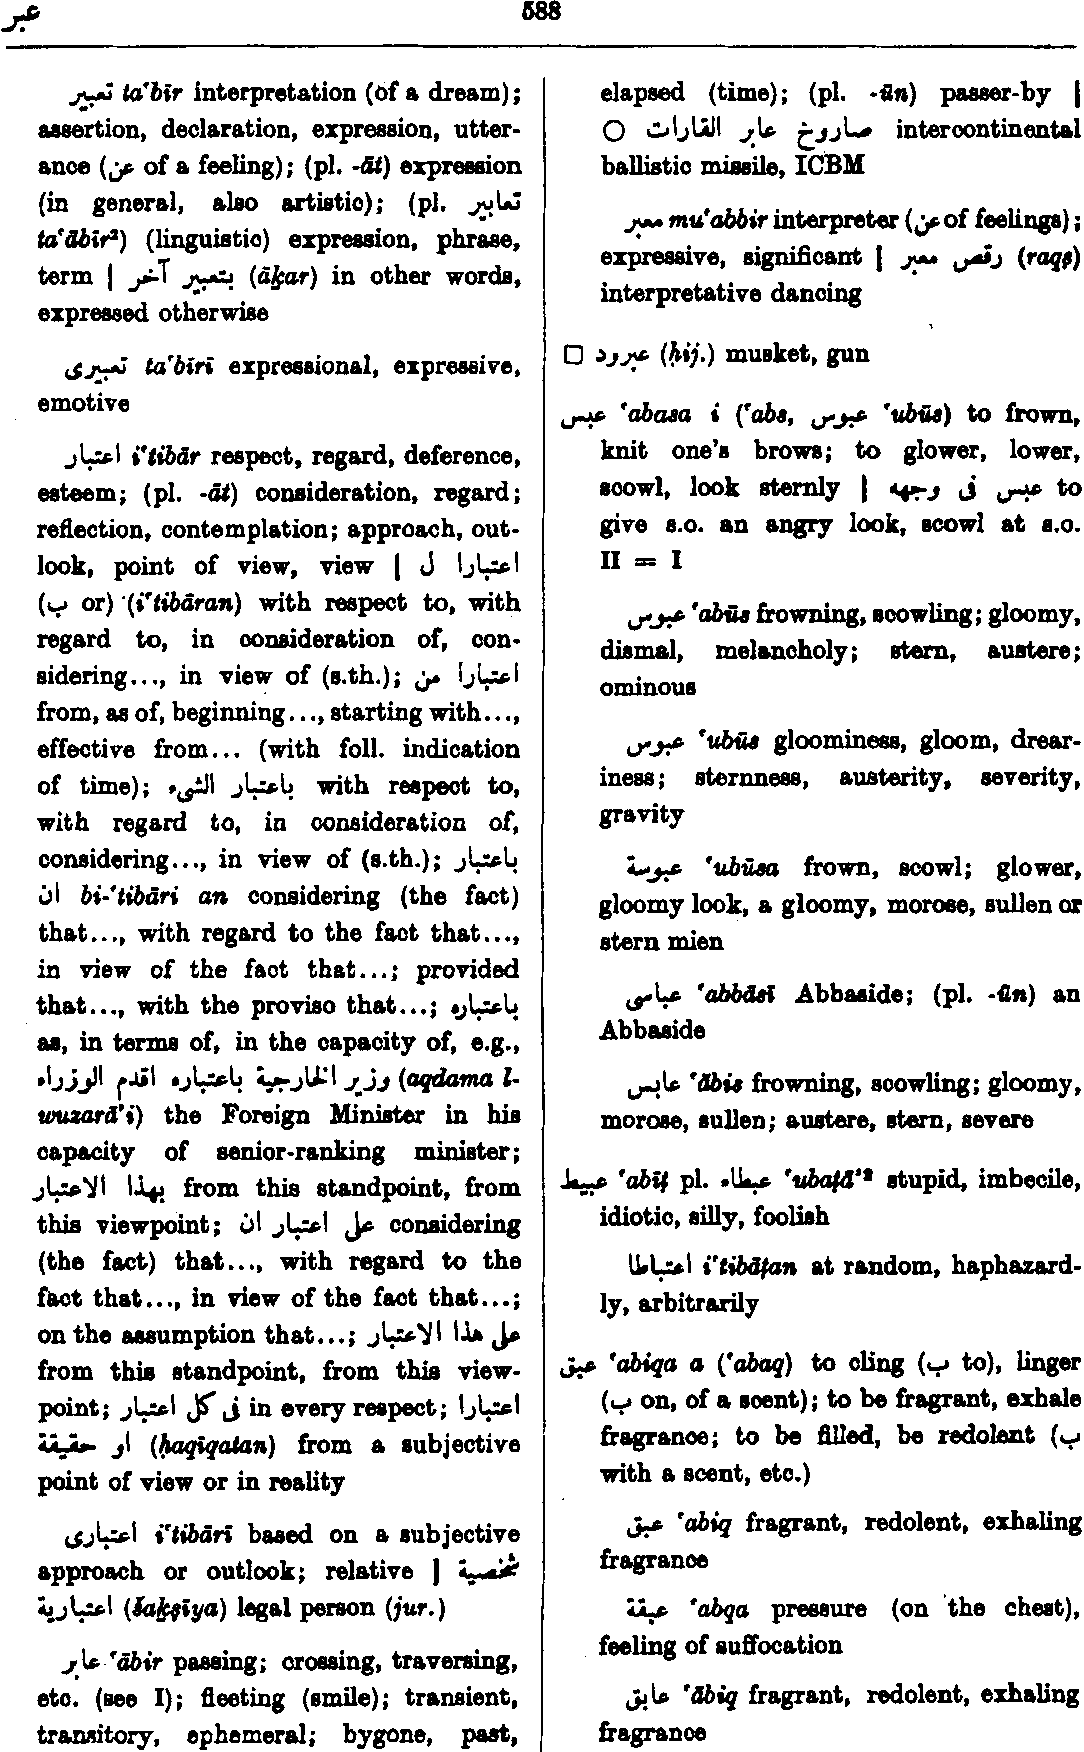 عبر
588
تعبير ta‘bīr interpretation (of a dream);
assertion, declaration, expression, utter-
ance (عن of a feeling); (pl. -āt) expression
(in general, also artistic); (pl. تعابير
ta‘ābīr²) (linguistic) expression, phrase,
term | بتعبير آخر (āḵar) in other words,
expressed otherwise
تعبيرى ta‘bīrī expressional, expressive,
emotive
اعتبار i‘tibār respect, regard, deference,
esteem; (pl. -āt) consideration, regard;
reflection, contemplation; approach, out-
look, point of view, view | اعتبارا ل
(ب or) (i‘tibāran) with respect to, with
regard to, in consideration of, con-
sidering..., in view of (s.th.); اعتبارا من
from, as of, beginning..., starting with...,
effective from... (with foll. indication
of time); باعتبار الشىء with respect to,
with regard to, in consideration of,
considering..., in view of (s.th.); باعتبار
ان bi-‘tibāri an considering (the fact)
that..., with regard to the fact that...,
in view of the fact that...; provided
that..., with the proviso that...; باعتباره
as, in terms of, in the capacity of, e.g.,
وزير الخارجية باعتباره اقدم الوزراء (aqdama l-
wuzarā’i) the Foreign Minister in his
capacity of senior-ranking minister;
بهذا الاعتبار from this standpoint, from
this viewpoint; على اعتبار ان considering
(the fact) that..., with regard to the
fact that..., in view of the fact that...;
on the assumption that...; على هذا الاعتبار
from this standpoint, from this view-
point; فى كل اعتبار in every respect; اعتبارا
او حقيقة (ḥaqīqatan) from a subjective
point of view or in reality
اعتبارى i‘tibārī based on a subjective
approach or outlook; relative | شخصية
اعتبارية (šaḵṣīya) legal person (jur.)
عابر ‘ābir passing; crossing, traversing,
etc. (see I); fleeting (smile); transient,
transitory, ephemeral; bygone, past,
elapsed (time); (pl. -ūn) passer-by |
○ صاروخ عابر القارات intercontinental
ballistic missile, ICBM
معبر mu‘abbir interpreter (عن of feelings);
expressive, significant | رقص معبر (raqṣ)
interpretative dancing
□ عبرود (ḥij.) musket, gun
عبس ‘abasa i (‘abs, عبوس ‘ubūs) to frown,
knit one's brows; to glower, lower,
scowl, look sternly | عبس فى وجهه to
give s.o. an angry look, scowl at s.o.
II = I
عبوس ‘abūs frowning, scowling; gloomy,
dismal, melancholy; stern, austere;
ominous
عبوس ‘ubūs gloominess, gloom, drear-
iness; sternness, austerity, severity,
gravity
عبوسة ‘ubūsa frown, scowl; glower,
gloomy look, a gloomy, morose, sullen or
stern mien
عباسى ‘abbāsī Abbaside; (pl. -ūn) an
Abbaside
عابس ‘ābis frowning, scowling; gloomy,
morose, sullen; austere, stern, severe
عبيط ‘abīṭ pl. عبطاء ‘ubaṭā’² stupid, imbecile,
idiotic, silly, foolish
اعتباطا i‘tibāṭan at random, haphazard-
ly, arbitrarily
عبق ‘abiqa a (‘abaq) to cling (ب to), linger
(ب on, of a scent); to be fragrant, exhale
fragrance; to be filled, be redolent (ب
with a scent, etc.)
عبق ‘abiq fragrant, redolent, exhaling
fragrance
عبقة ‘abqa pressure (on the chest),
feeling of suffocation
عابق ‘ābiq fragrant, redolent, exhaling
fragrance